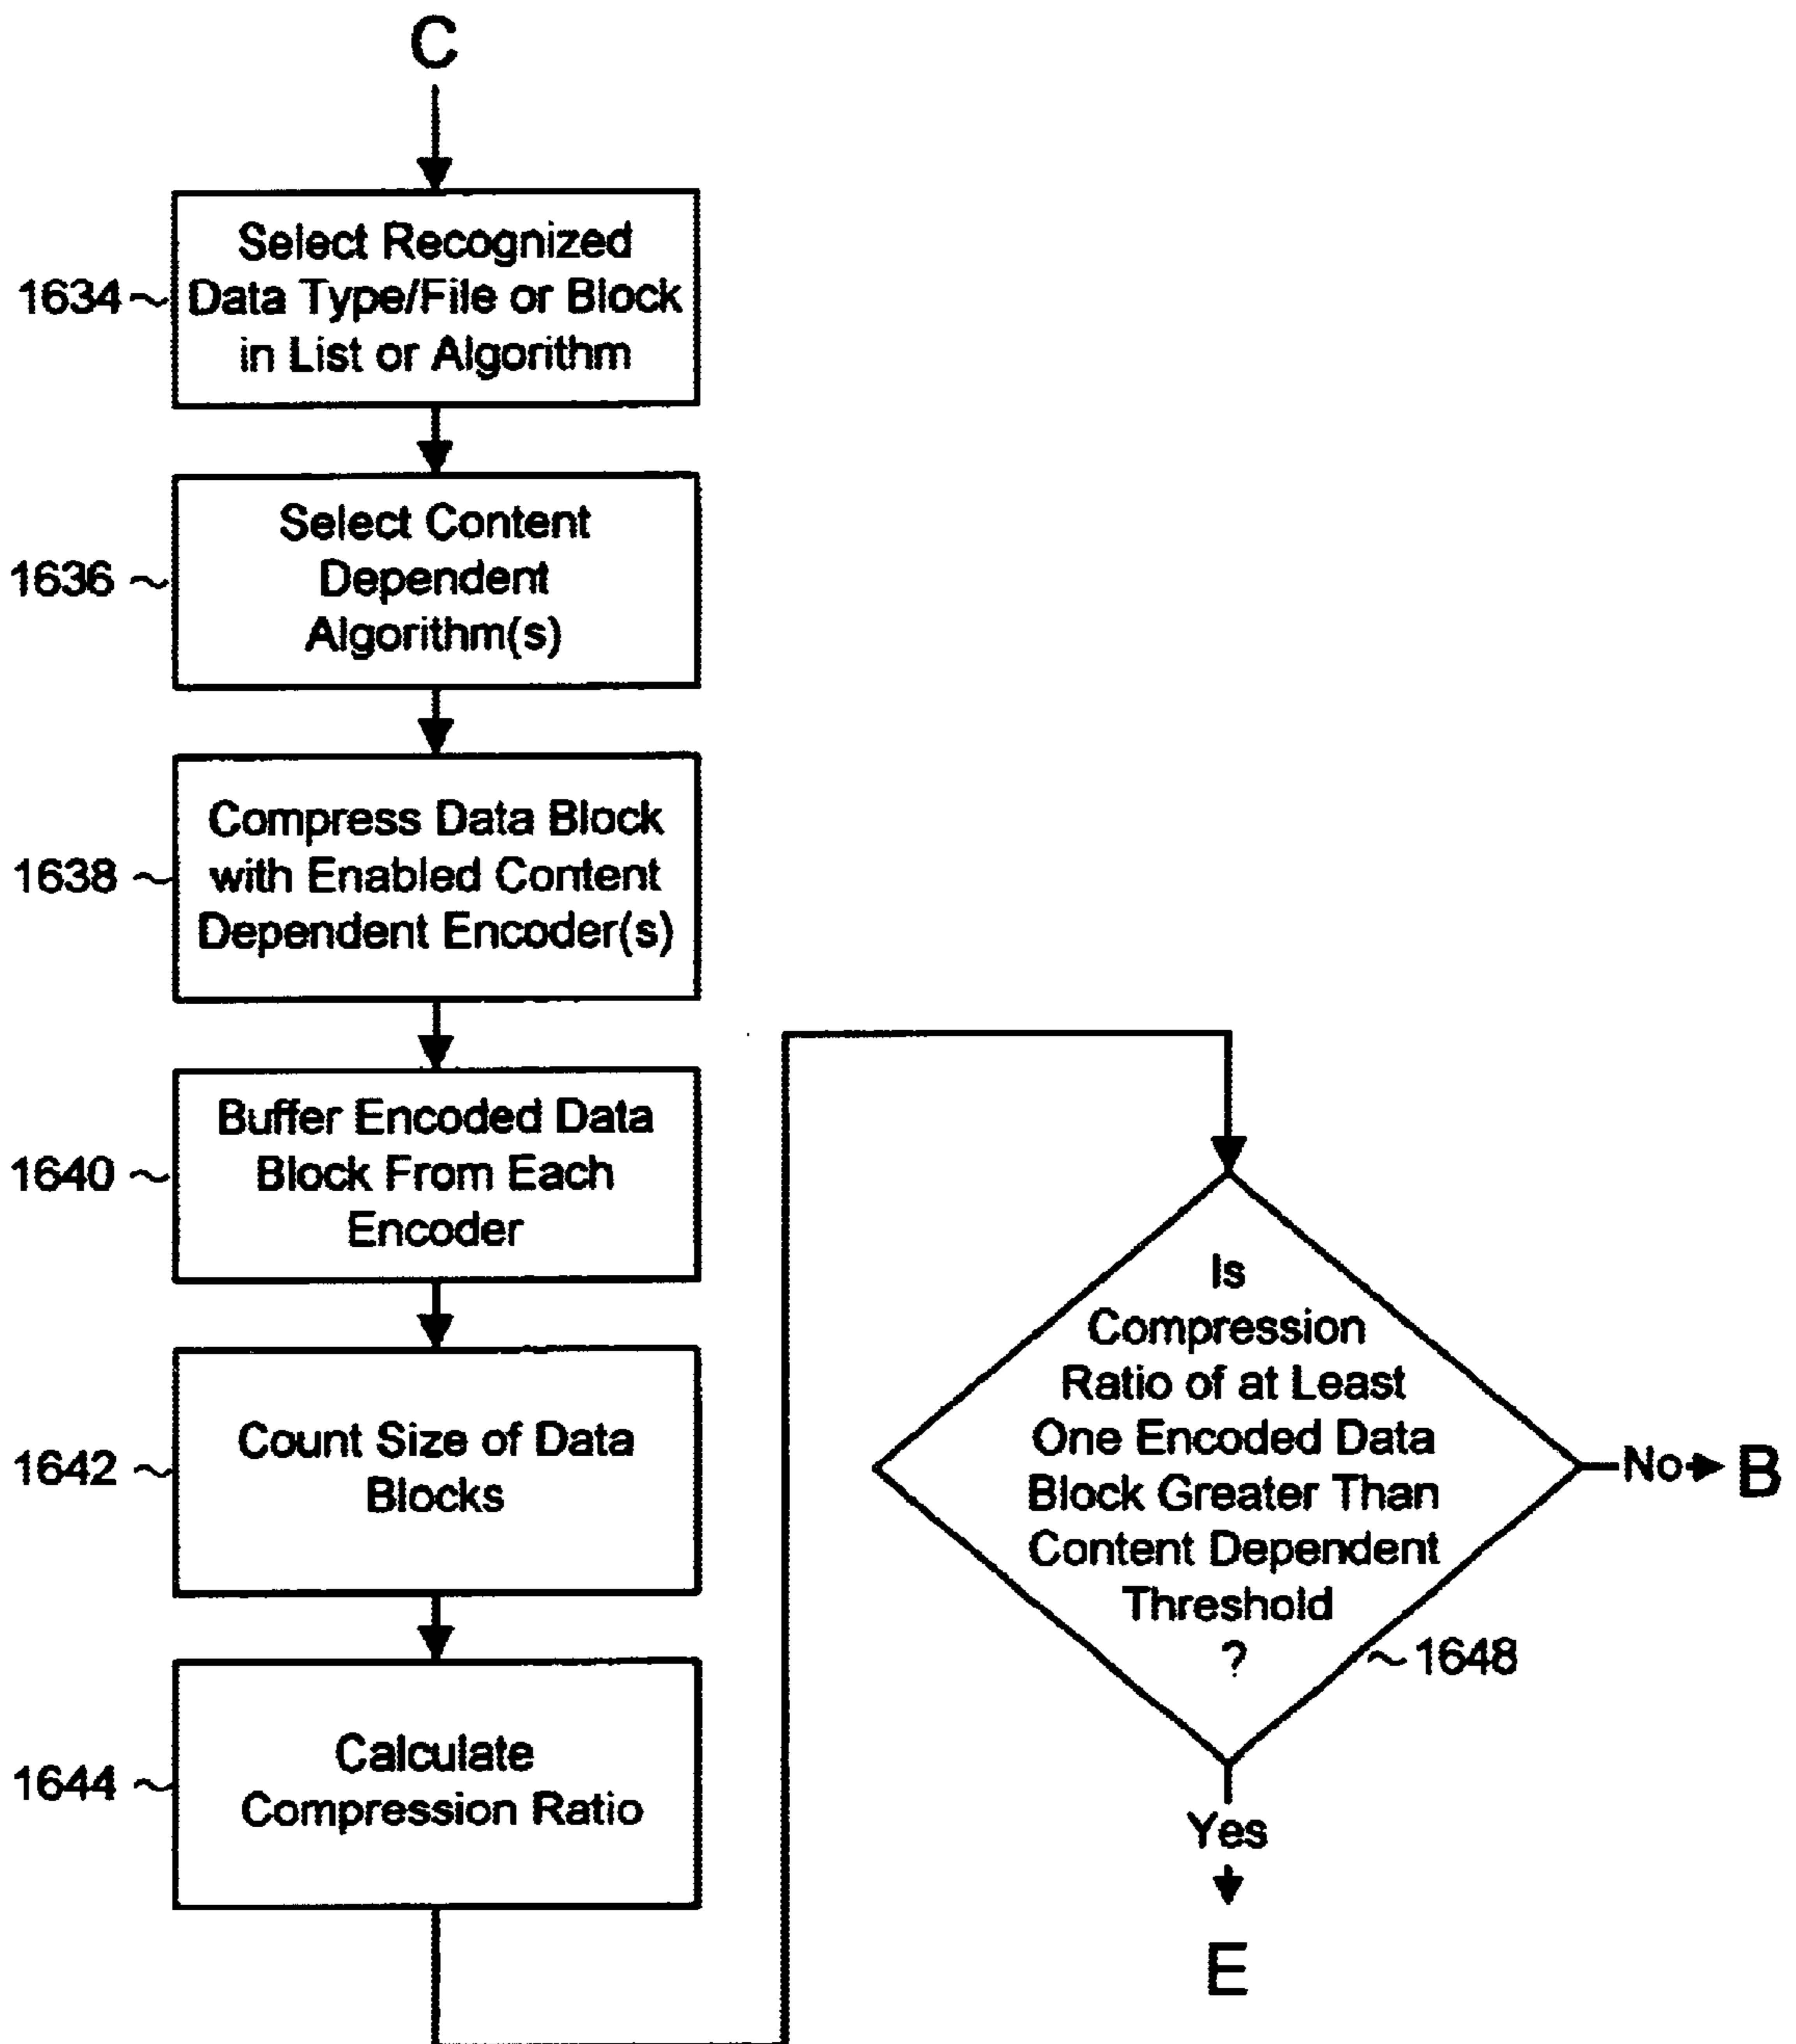 C
Select Recognized
1634 ~ Data Type/File or Block
in List or Algorithm
Select Content
1636 ~ Dependent
Algorithm(s)
Compress Data Block
1638 ~ with Enabled Content
Dependent Encoder(s)
Buffer Encoded Data
1640 ~ Block From Each
Encoder
Count Size of Data
1642 ~ Blocks
Calculate
1644 ~ Compression Ratio
Is
Compression
Ratio of at Least
One Encoded Data
Block Greater Than
Content Dependent
Threshold
?
~1648
No
B
Yes
E